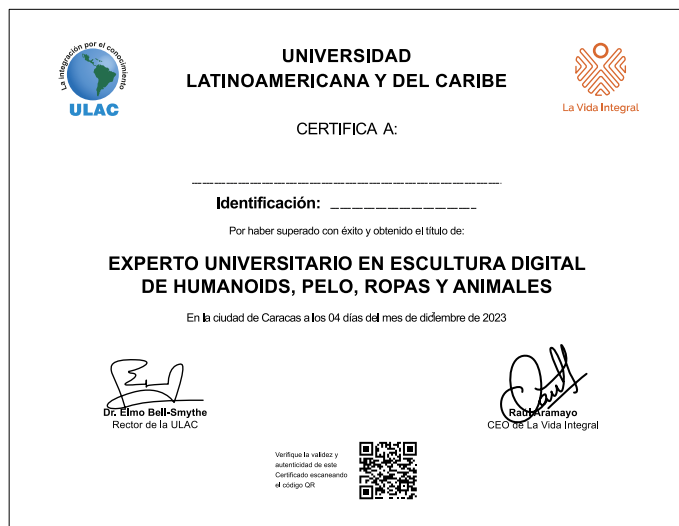 La integración por el conocimiento
ULAC
UNIVERSIDAD
LATINOAMERICANA Y DEL CARIBE
La Vida Integral
CERTIFICA A:
Identificación:
Por haber superado con éxito y obtenido el título de:
EXPERTO UNIVERSITARIO EN ESCULTURA DIGITAL
DE HUMANOIDS, PELO, ROPAS Y ANIMALES
En la ciudad de Caracas a los 04 días del mes de diciembre de 2023
Dr. Elmo Bell-Smythe
Rector de la ULAC
Raúl Aramayo
CEO de La Vida Integral
Verifique la validez y
autenticidad de este
Certificado escaneando
el código QR